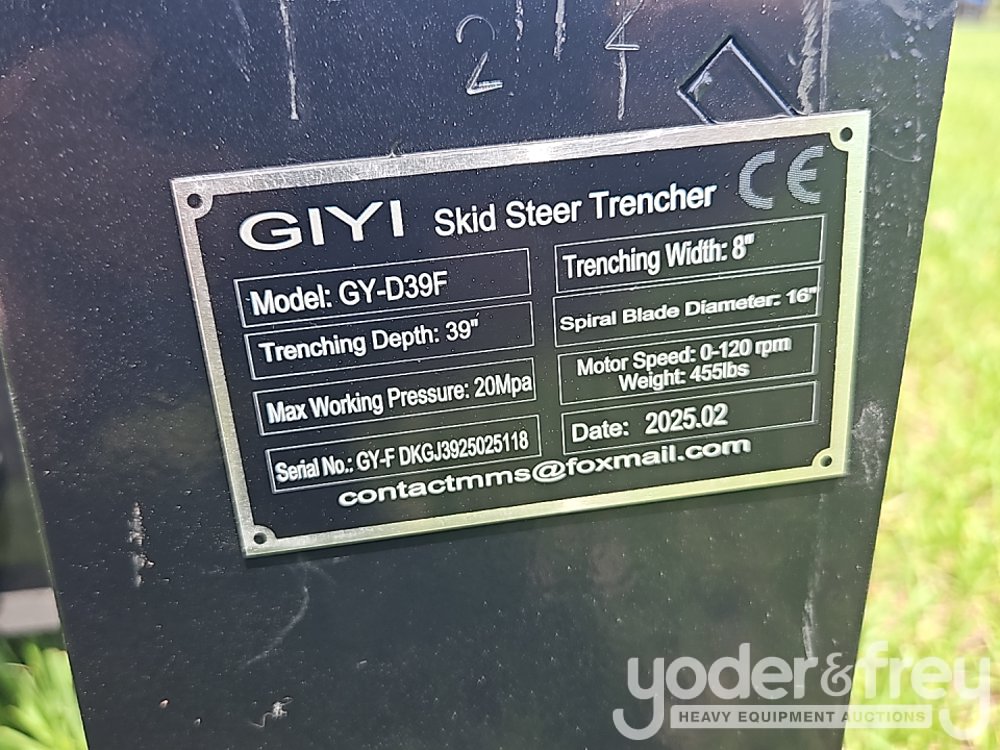 2
GIYI Skid Steer Trencher CE
Model: GY-D39F
Trenching Width: 8"
Trenching Depth: 39"
Spiral Blade Diameter: 16"
Max Working Pressure: 20Mpa
Motor Speed: 0-120 rpm
Weight: 455lbs
Serial No.: GY-F DKGJ3925025118
Date: 2025.02
contactmms@foxmail.com
yoder&frey
HEAVY EQUIPMENT AUCTIONS